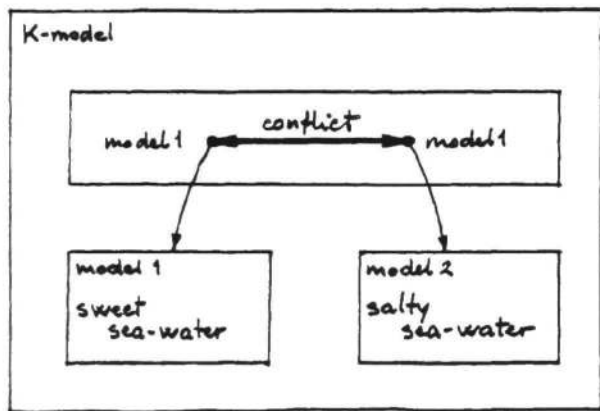 K-model
conflict
model 1 model 1
model 1
sweet
sea-water
model 2
salty
sea-water